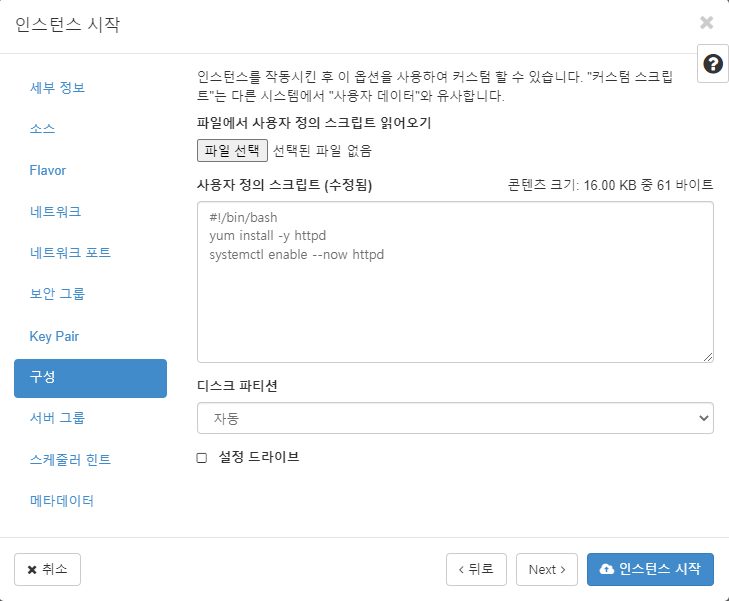 인스턴스 시작
세부 정보
소스
Flavor
네트워크
네트워크 포트
보안 그룹
Key Pair
구성
서버 그룹
스케줄러 힌트
메타데이터
인스턴스를 작동시킨 후 이 옵션을 사용하여 커스텀 할 수 있습니다. "커스텀 스크립
트"는 다른 시스템에서 "사용자 데이터"와 유사합니다.
파일에서 사용자 정의 스크립트 읽어오기
파일 선택 선택된 파일 없음
사용자 정의 스크립트 (수정됨) 콘텐츠 크기: 16.00 KB 중 61 바이트
#!/bin/bash
yum install -y httpd
systemctl enable --now httpd
디스크 파티션
자동
설정 드라이브
취소
뒤로
Next
인스턴스 시작